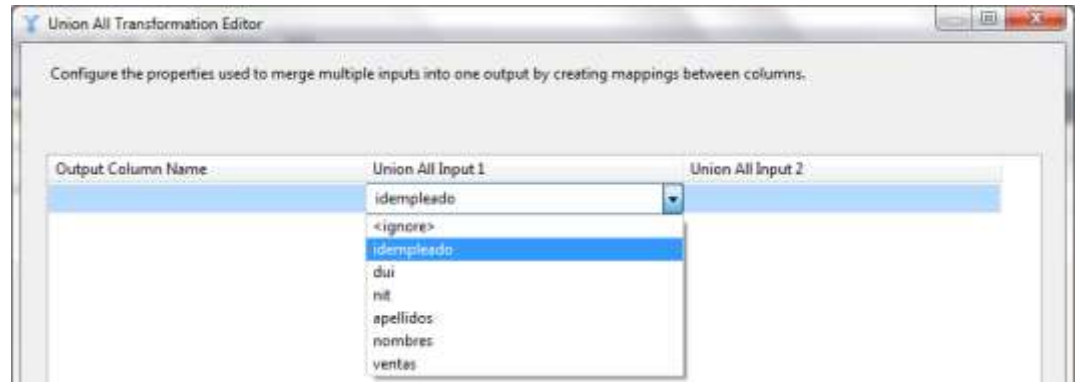 Union All Transformation Editor
Configure the properties used to merge multiple inputs into one output by creating mappings between columns.
Output Column Name Union All Input 1 Union All Input 2
idempleado
<ignore>
idempleado
dui
nit
apellidos
nombres
ventas